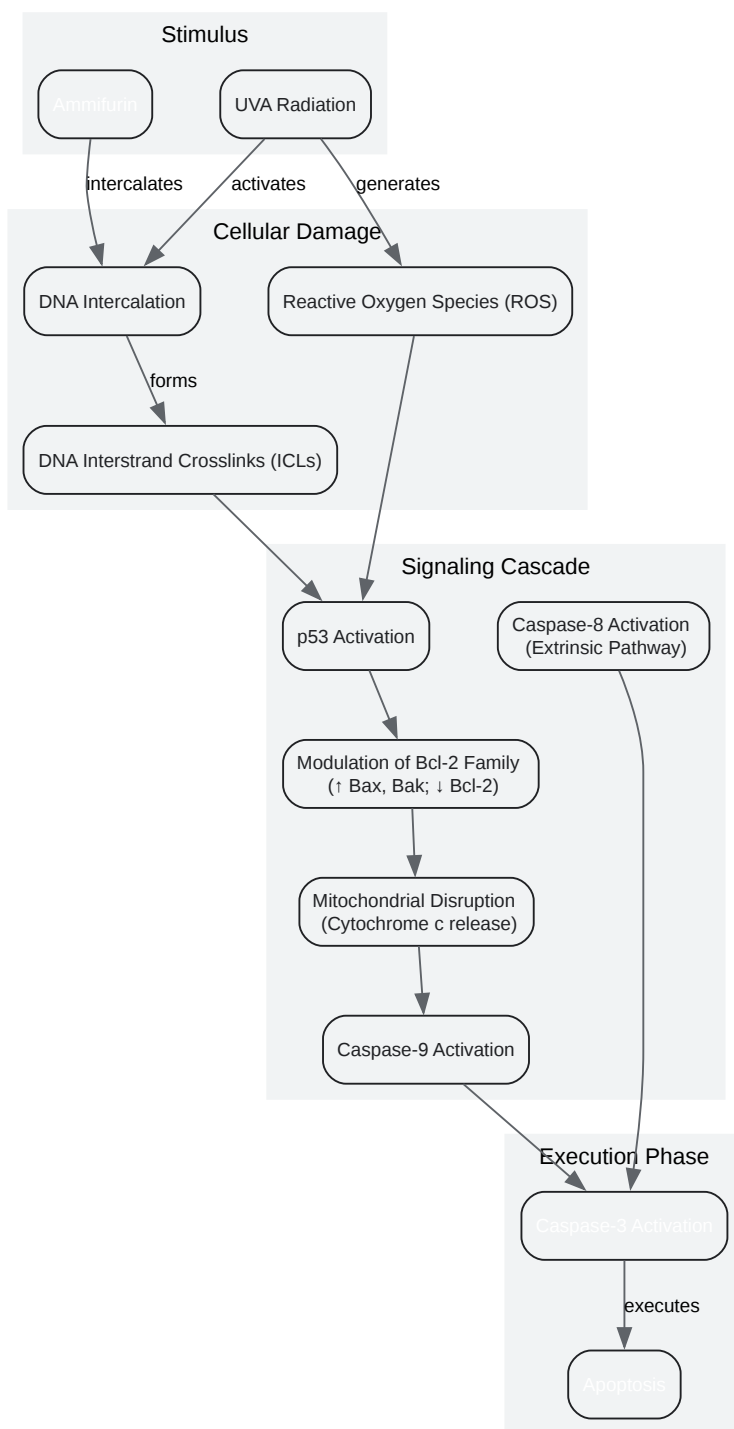 Stimulus
Ammifurin
UVA Radiation
intercalates
activates
generates
Cellular Damage
DNA Intercalation
Reactive Oxygen Species (ROS)
forms
DNA Interstrand Crosslinks (ICLs)
Signaling Cascade
p53 Activation
Caspase-8 Activation
(Extrinsic Pathway)
Modulation of Bcl-2 Family
(↑ Bax, Bak; ↓ Bcl-2)
Mitochondrial Disruption
(Cytochrome c release)
Caspase-9 Activation
Execution Phase
Caspase-3 Activation
executes
Apoptosis